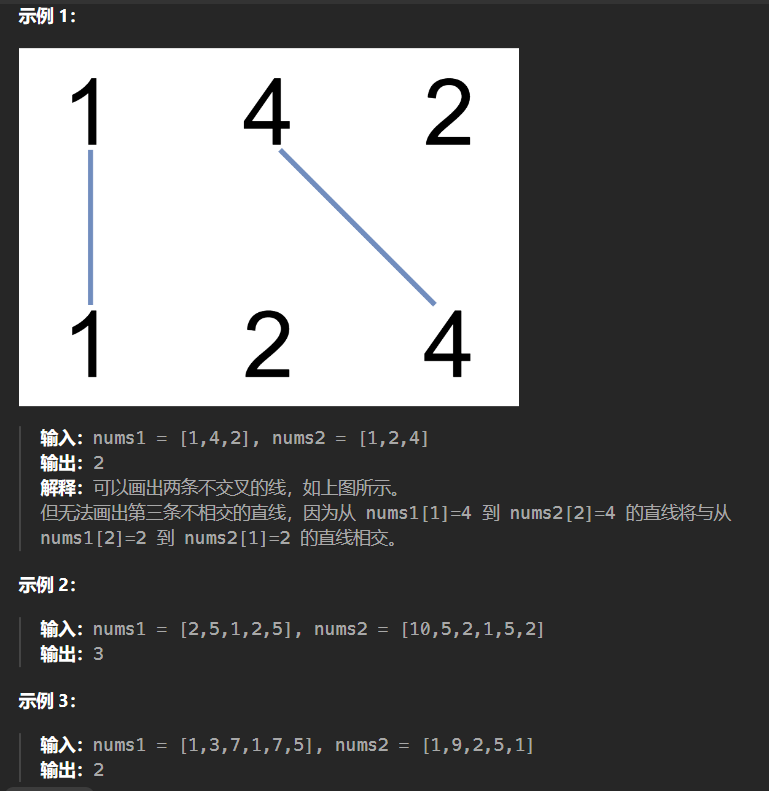 示例 1：
1 4 2
1 2 4
输入：nums1 = [1,4,2], nums2 = [1,2,4]
输出：2
解释：可以画出两条不交叉的线，如上图所示。
但无法画出第三条不相交的直线，因为从 nums1[1]=4 到 nums2[2]=4 的直线将与从
nums1[2]=2 到 nums2[1]=2 的直线相交。
示例 2：
输入：nums1 = [2,5,1,2,5], nums2 = [10,5,2,1,5,2]
输出：3
示例 3：
输入：nums1 = [1,3,7,1,7,5], nums2 = [1,9,2,5,1]
输出：2